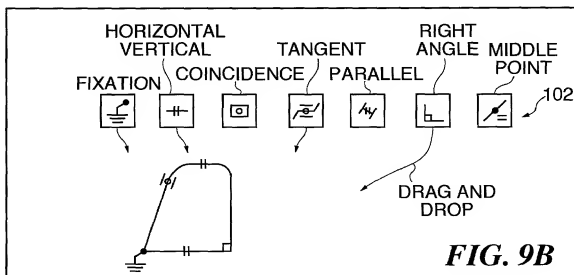 HORIZONTAL
VERTICAL
TANGENT
RIGHT
ANGLE
MIDDLE
POINT
FIXATION
COINCIDENCE
PARALLEL
102
DRAG AND
DROP
FIG. 9B